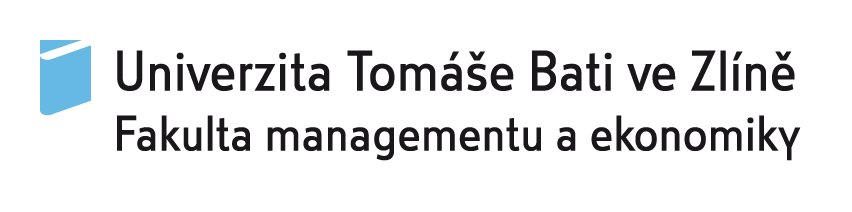 Univerzita Tomáše Bati ve Zlíně
Fakulta managementu a ekonomiky